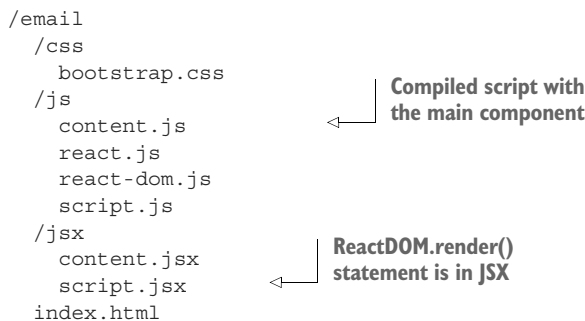 /email
/css
bootstrap.css
/js
content.js
Compiled script with
the main component
react.js
react-dom.js
script.js
/jsx
content.jsx
script.jsx
ReactDOM.render()
statement is in JSX
index.html